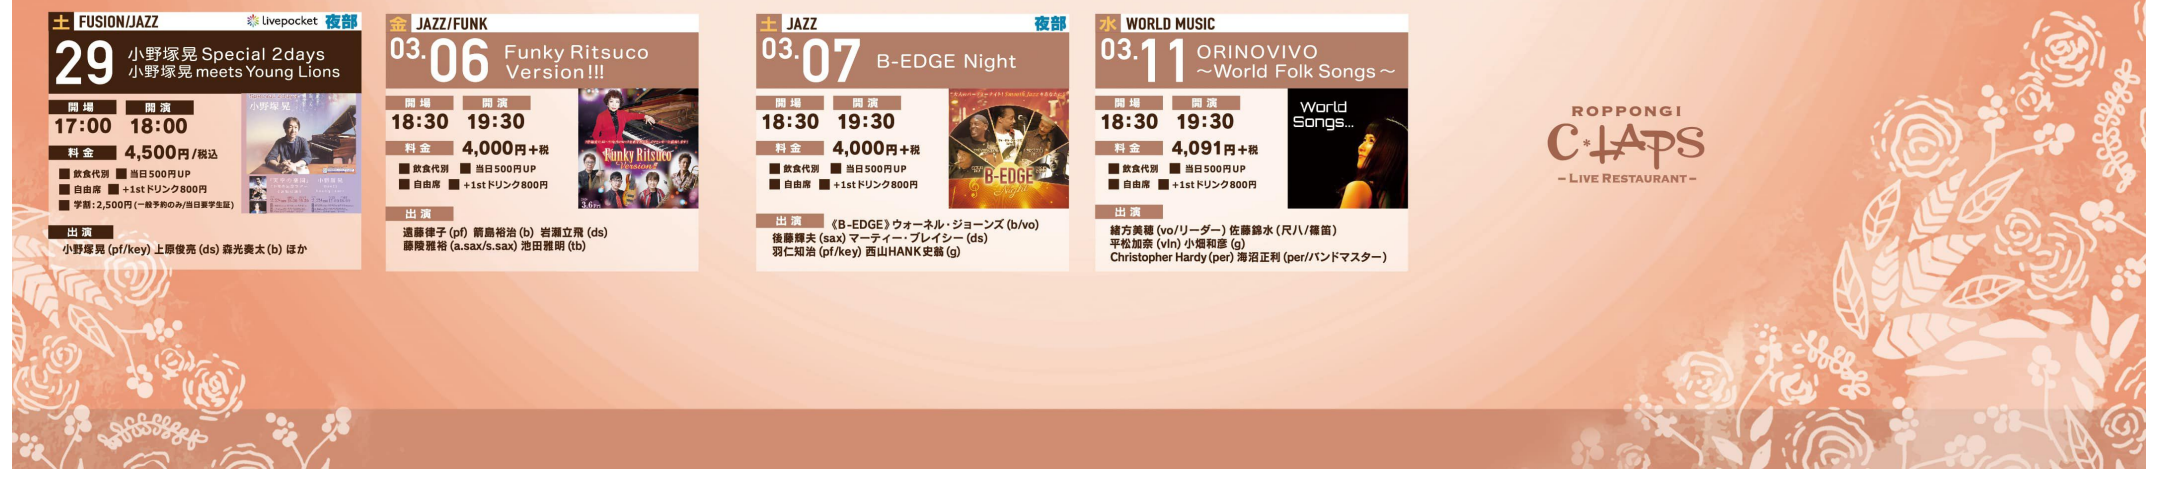 土 FUSION/JAZZ livepocket 夜部
29 小野塚晃 Special 2days
小野塚晃 meets Young Lions
開場 開演
17:00 18:00
料金 4,500円/税込
■ 飲食代別 ■ 当日500円UP
■ 自由席 ■ +1stドリンク800円
■ 学割:2,500円(一般予約のみ/当日要学生証)
出演
小野塚晃 (pf/key) 上原俊亮 (ds) 森光奏太 (b) ほか
小野塚晃
金 JAZZ/FUNK
03.06 Funky Ritsuco
Version!!!
開場 開演
18:30 19:30
料金 4,000円+税
■ 飲食代別 ■ 当日500円UP
■ 自由席 ■ +1stドリンク800円
出演
遠藤律子 (pf) 箭島裕治 (b) 岩瀬立飛 (ds)
藤陵雅裕 (a.sax/s.sax) 池田雅明 (tb)
Funky Ritsuco
Version!
3.6
土 JAZZ 夜部
03.07 B-EDGE Night
開場 開演
18:30 19:30
料金 4,000円+税
■ 飲食代別 ■ 当日500円UP
■ 自由席 ■ +1stドリンク800円
出演 《B-EDGE》ウォーネル・ジョーンズ (b/vo)
後藤輝夫 (sax) マーティー・ブレイシー (ds)
羽仁知治 (pf/key) 西山HANK史翁 (g)
B-EDGE
Night
水 WORLD MUSIC
03.11 ORINOVIVO
～World Folk Songs～
開場 開演
18:30 19:30
料金 4,091円+税
■ 飲食代別 ■ 当日500円UP
■ 自由席 ■ +1stドリンク800円
出演
緒方美穂 (vo/リーダー) 佐藤錦水 (尺八/篠笛)
平松加奈 (vln) 小畑和彦 (g)
Christopher Hardy (per) 海沼正利 (per/バンドマスター)
World
Songs...
ROPPONGI
C*LAPS
– LIVE RESTAURANT –